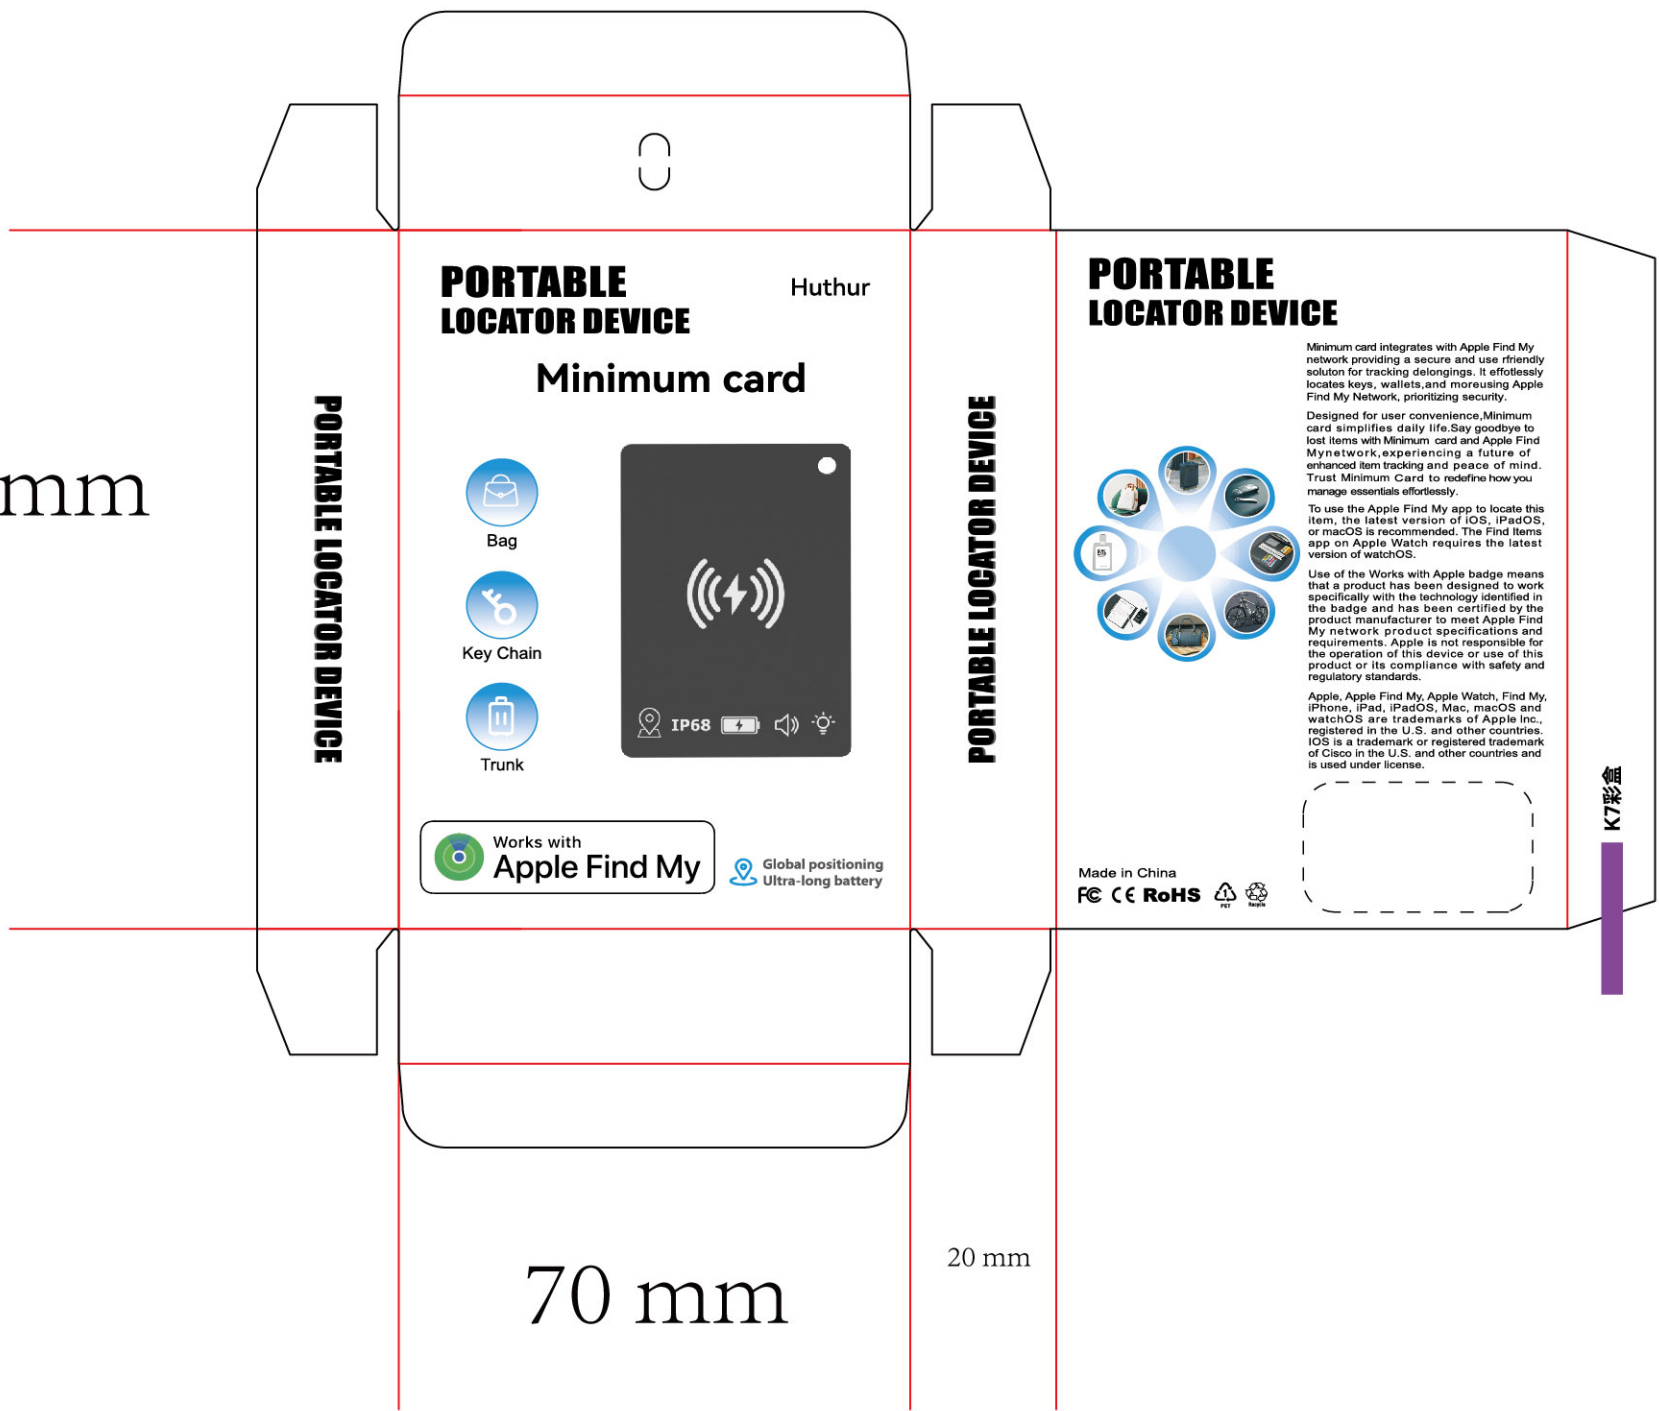 mm
PORTABLE LOCATOR DEVICE
PORTABLE
LOCATOR DEVICE
Huthur
Minimum card
Bag
Key Chain
Trunk
IP68
Works with
Apple Find My
Global positioning
Ultra-long battery
PORTABLE LOCATOR DEVICE
PORTABLE
LOCATOR DEVICE
Minimum card integrates with Apple Find My
network providing a secure and use rfriendly
soluton for tracking delongings. It effotlessly
locates keys, wallets,and moreusing Apple
Find My Network, prioritizing security.
Designed for user convenience,Minimum
card simplifies daily life.Say goodbye to
lost items with Minimum card and Apple Find
Mynetwork,experiencing a future of
enhanced item tracking and peace of mind.
Trust Minimum Card to redefine how you
manage essentials effortlessly.
To use the Apple Find My app to locate this
item, the latest version of iOS, iPadOS,
or macOS is recommended. The Find Items
app on Apple Watch requires the latest
version of watchOS.
Use of the Works with Apple badge means
that a product has been designed to work
specifically with the technology identified in
the badge and has been certified by the
product manufacturer to meet Apple Find
My network product specifications and
requirements. Apple is not responsible for
the operation of this device or use of this
product or its compliance with safety and
regulatory standards.
Apple, Apple Find My, Apple Watch, Find My,
iPhone, iPad, iPadOS, Mac, macOS and
watchOS are trademarks of Apple Inc.,
registered in the U.S. and other countries.
IOS is a trademark or registered trademark
of Cisco in the U.S. and other countries and
is used under license.
Made in China
FC CE RoHS
1
PET
Recycle
K7彩盒
70 mm
20 mm